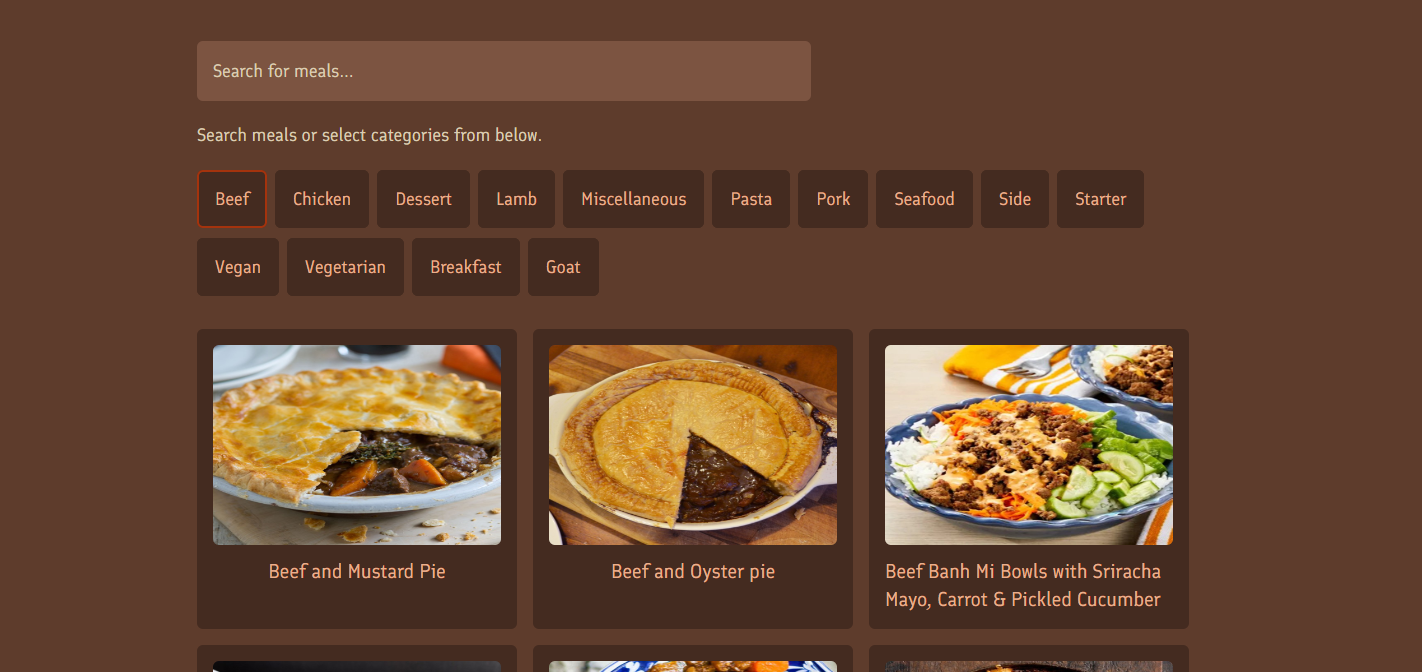 Search for meals...
Search meals or select categories from below.
Beef Chicken Dessert Lamb Miscellaneous Pasta Pork Seafood Side Starter
Vegan Vegetarian Breakfast Goat
Beef and Mustard Pie
Beef and Oyster pie
Beef Banh Mi Bowls with Sriracha
Mayo, Carrot & Pickled Cucumber